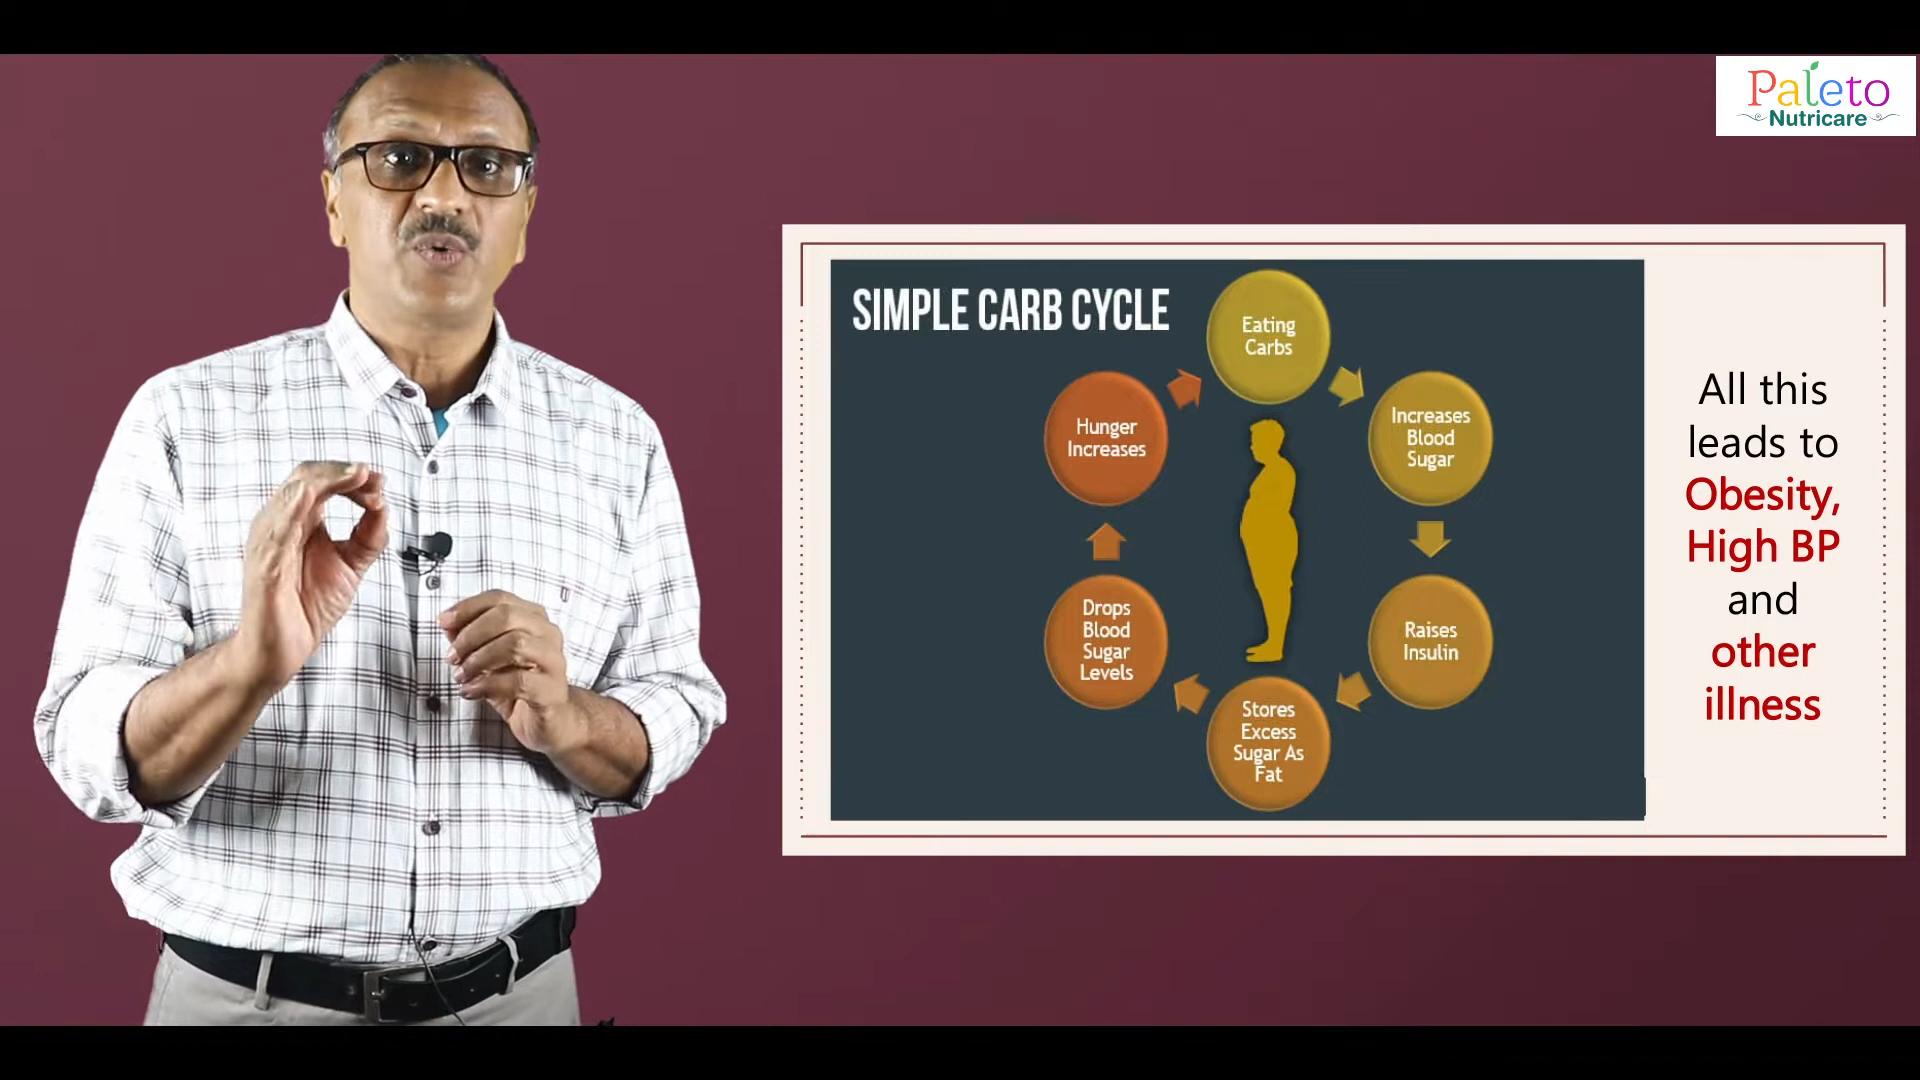 Paleto
Nutricare
SIMPLE CARB CYCLE
Eating
Carbs
Increases
Blood
Sugar
Raises
Insulin
Stores
Excess
Sugar As
Fat
Drops
Blood
Sugar
Levels
Hunger
Increases
All this
leads to
Obesity,
High BP
and
other
illness